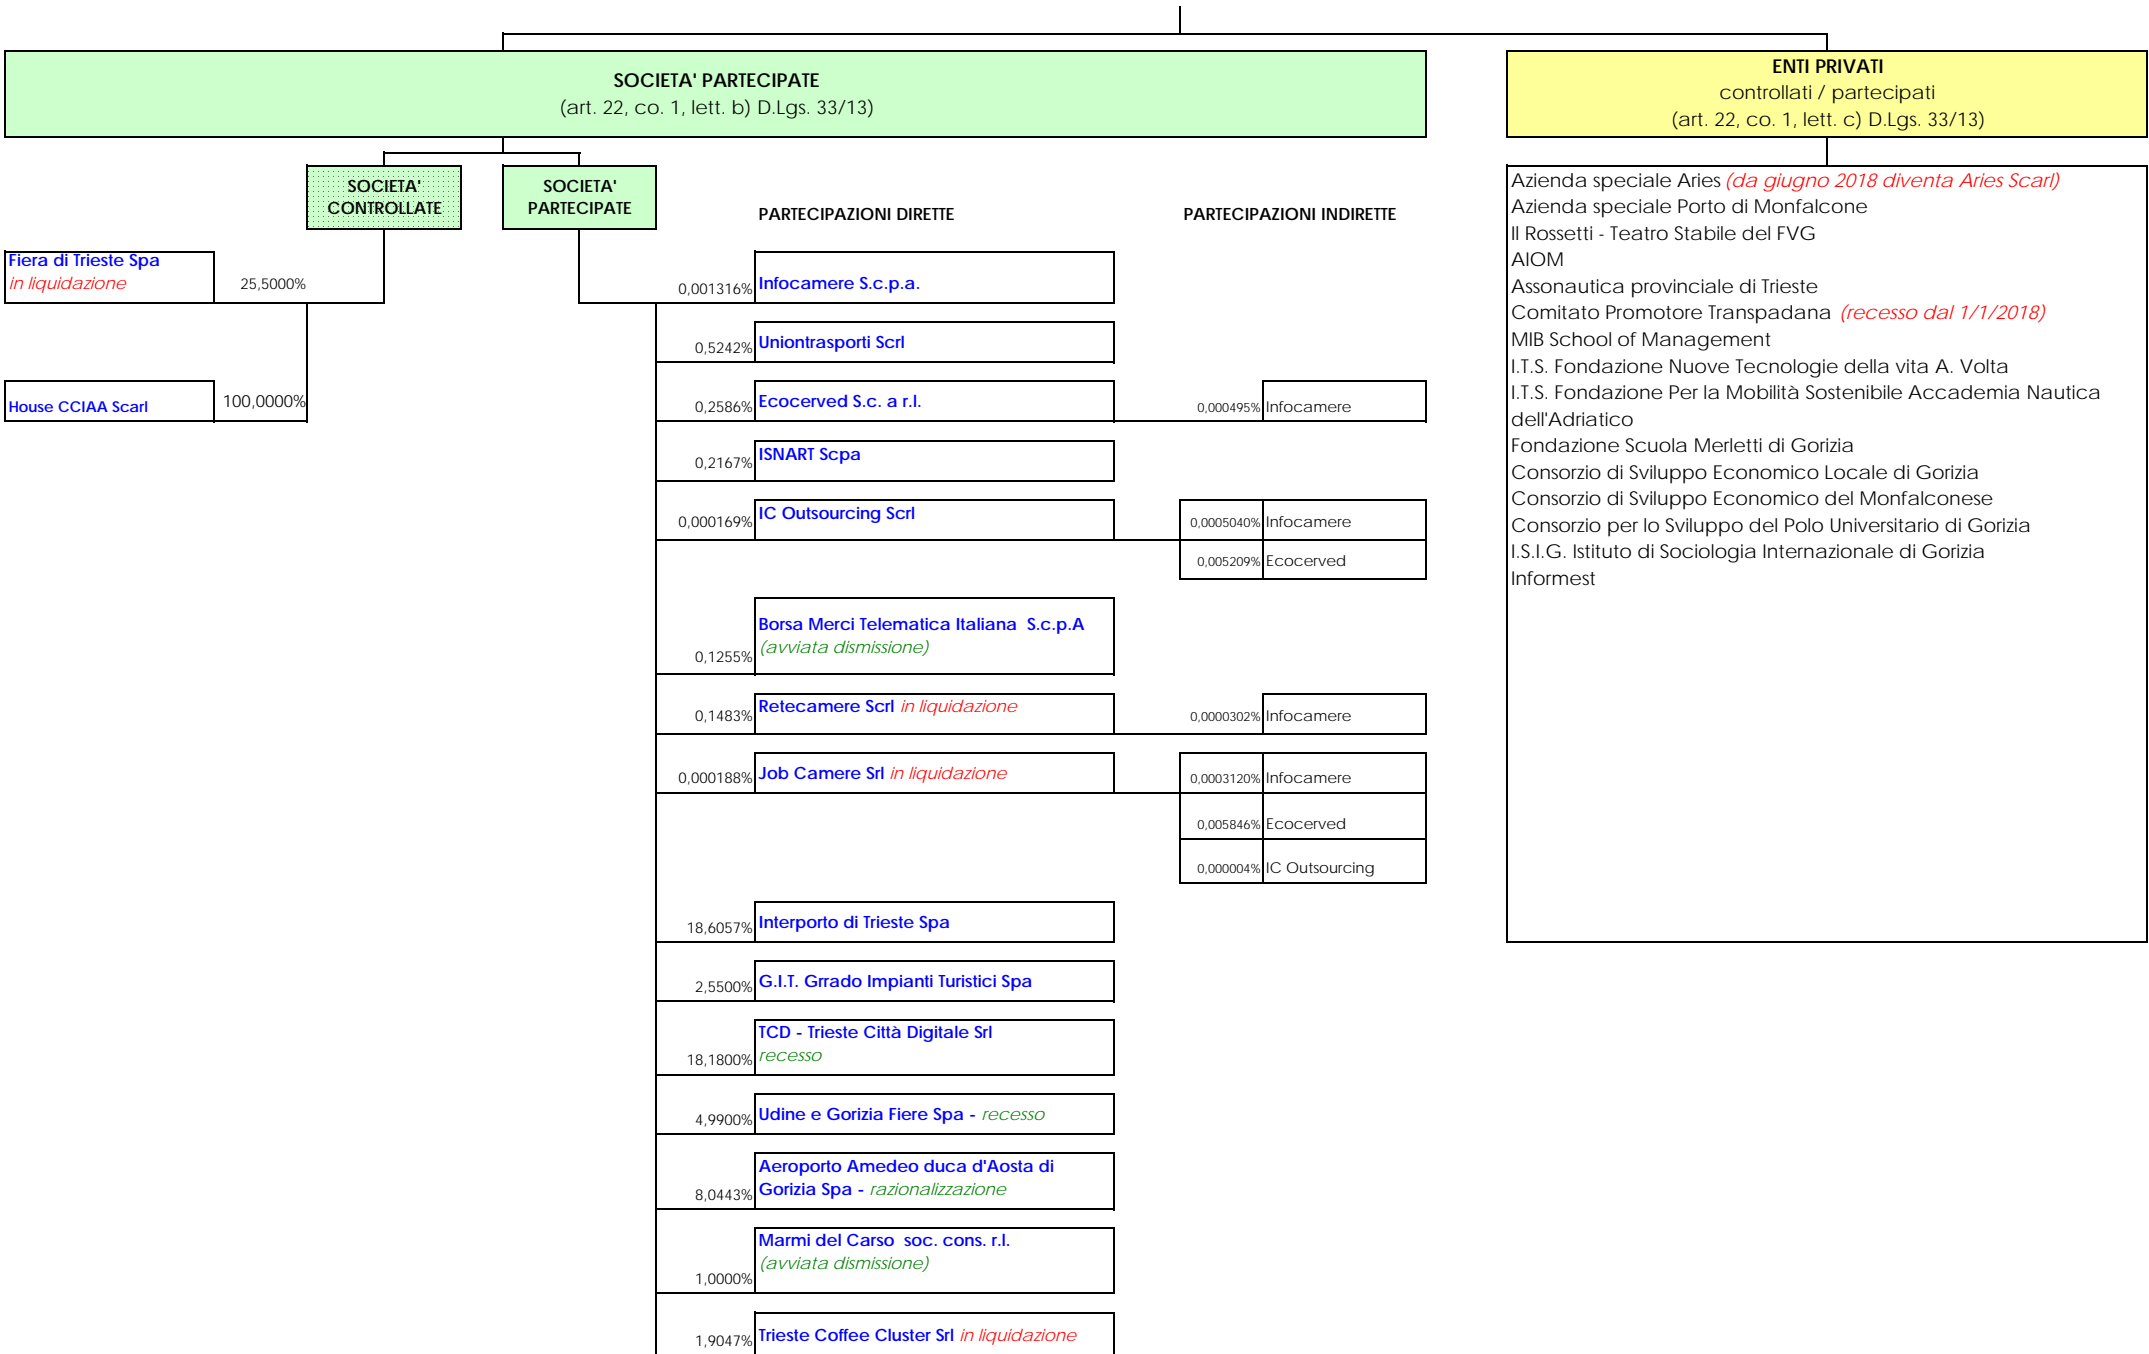 SOCIETA' PARTECIPATE
(art. 22, co. 1, lett. b) D.Lgs. 33/13)
ENTI PRIVATI
controllati / partecipati
(art. 22, co. 1, lett. c) D.Lgs. 33/13)
SOCIETA'
CONTROLLATE
SOCIETA'
PARTECIPATE
PARTECIPAZIONI DIRETTE
PARTECIPAZIONI INDIRETTE
Fiera di Trieste Spa
in liquidazione
25,5000%
House CCIAA Scarl
100,0000%
0,001316% Infocamere S.c.p.a.
0,5242% Uniontrasporti Scrl
0,2586% Ecocerved S.c. a r.l.
0,000495% Infocamere
0,2167% ISNART Scpa
0,000169% IC Outsourcing Scrl
0,0005040% Infocamere
0,005209% Ecocerved
Borsa Merci Telematica Italiana S.c.p.A
(avviata dismissione)
0,1255%
0,1483% Retecamere Scrl in liquidazione
0,0000302% Infocamere
0,000188% Job Camere Srl in liquidazione
0,0003120% Infocamere
0,005846% Ecocerved
0,000004% IC Outsourcing
18,6057% Interporto di Trieste Spa
2,5500% G.I.T. Grrado Impianti Turistici Spa
TCD - Trieste Città Digitale Srl
recesso
18,1800%
4,9900% Udine e Gorizia Fiere Spa - recesso
Aeroporto Amedeo duca d'Aosta di
Gorizia Spa - razionalizzazione
8,0443%
Marmi del Carso soc. cons. r.l.
(avviata dismissione)
1,0000%
1,9047% Trieste Coffee Cluster Srl in liquidazione
Azienda speciale Aries (da giugno 2018 diventa Aries Scarl)
Azienda speciale Porto di Monfalcone
Il Rossetti - Teatro Stabile del FVG
AIOM
Assonautica provinciale di Trieste
Comitato Promotore Transpadana (recesso dal 1/1/2018)
MIB School of Management
I.T.S. Fondazione Nuove Tecnologie della vita A. Volta
I.T.S. Fondazione Per la Mobilità Sostenibile Accademia Nautica
dell'Adriatico
Fondazione Scuola Merletti di Gorizia
Consorzio di Sviluppo Economico Locale di Gorizia
Consorzio di Sviluppo Economico del Monfalconese
Consorzio per lo Sviluppo del Polo Universitario di Gorizia
I.S.I.G. Istituto di Sociologia Internazionale di Gorizia
Informest